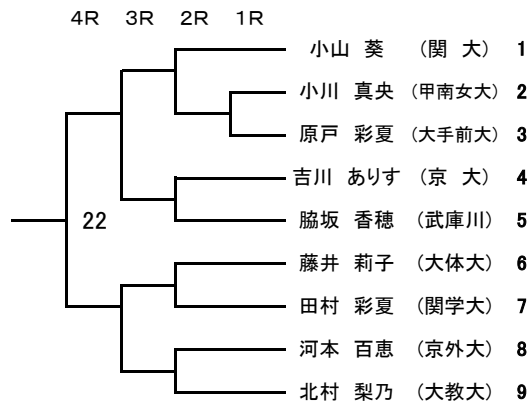 4R 3R 2R 1R
小山 葵 (関 大) 1
小川 真央 (甲南女大) 2
原戸 彩夏 (大手前大) 3
吉川 ありす (京 大) 4
22
脇坂 香穂 (武庫川) 5
藤井 莉子 (大体大) 6
田村 彩夏 (関学大) 7
河本 百恵 (京外大) 8
北村 梨乃 (大教大) 9